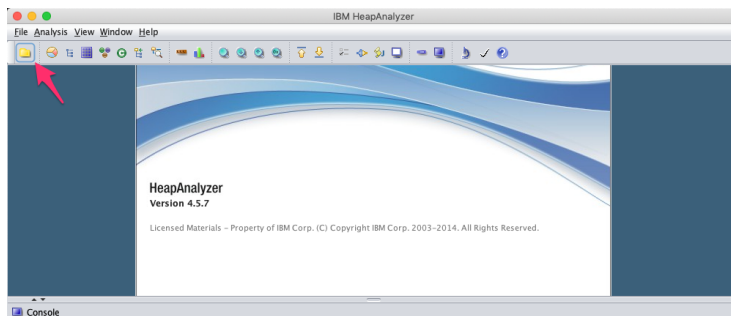 IBM HeapAnalyzer
File Analysis View Window Help
HeapAnalyzer
Version 4.5.7
Licensed Materials - Property of IBM Corp. (C) Copyright IBM Corp. 2003-2014. All Rights Reserved.
Console